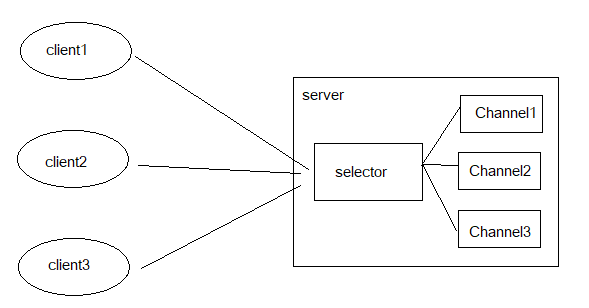 client1
client2
client3
server
selector
Channel1
Channel2
Channel3